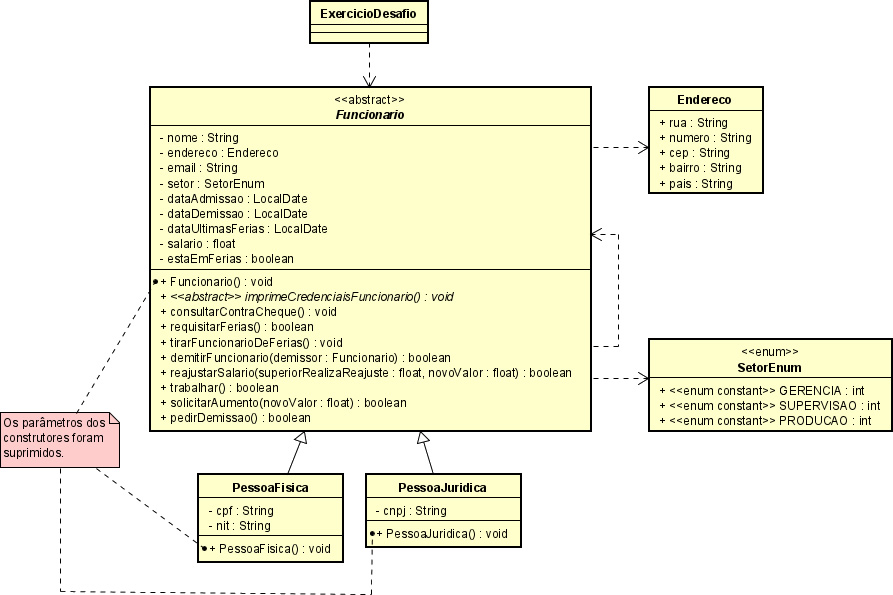 ExercicioDesafio
<<abstract>>
Funcionario
- nome : String
- endereco : Endereco
- email : String
- setor : SetorEnum
- dataAdmissao : LocalDate
- dataDemissao : LocalDate
- dataUltimasFerias : LocalDate
- salario : float
- estaEmFerias : boolean
+ Funcionario() : void
+ <<abstract>> imprimeCredenciaisFuncionario() : void
+ consultarContraCheque() : void
+ requisitarFerias() : boolean
+ tirarFuncionarioDeFerias() : void
+ demitirFuncionario(demissor : Funcionario) : boolean
+ reajustarSalario(superiorRealizaReajuste : float, novoValor : float) : boolean
+ trabalhar() : boolean
+ solicitarAumento(novoValor : float) : boolean
+ pedirDemissao() : boolean
Endereco
+ rua : String
+ numero : String
+ cep : String
+ bairro : String
+ pais : String
<<enum>>
SetorEnum
+ <<enum constant>> GERENCIA : int
+ <<enum constant>> SUPERVISAO : int
+ <<enum constant>> PRODUCAO : int
Os parâmetros dos
construtores foram
suprimidos.
PessoaFisica
- cpf : String
- nit : String
+ PessoaFisica() : void
PessoaJuridica
- cnpj : String
+ PessoaJuridica() : void